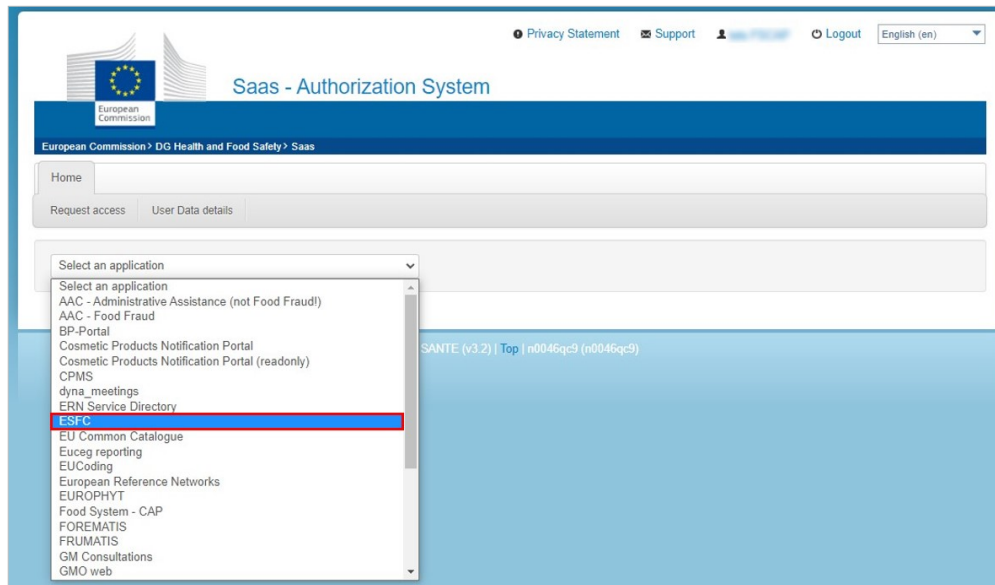 Privacy Statement Support Logout English (en)
Saas - Authorization System
European
Commission
European Commission > DG Health and Food Safety > Saas
Home
Request access User Data details
Select an application
Select an application
AAC - Administrative Assistance (not Food Fraud!)
AAC - Food Fraud
BP-Portal
Cosmetic Products Notification Portal
Cosmetic Products Notification Portal (readonly)
SANTE (v3.2) | Top | n0046qc9 (n0046qc9)
CPMS
dyna_meetings
ERN Service Directory
ESFC
EU Common Catalogue
Euceg reporting
EUCoding
European Reference Networks
EUROPHYT
Food System - CAP
FOREMATIS
FRUMATIS
GM Consultations
GMO web